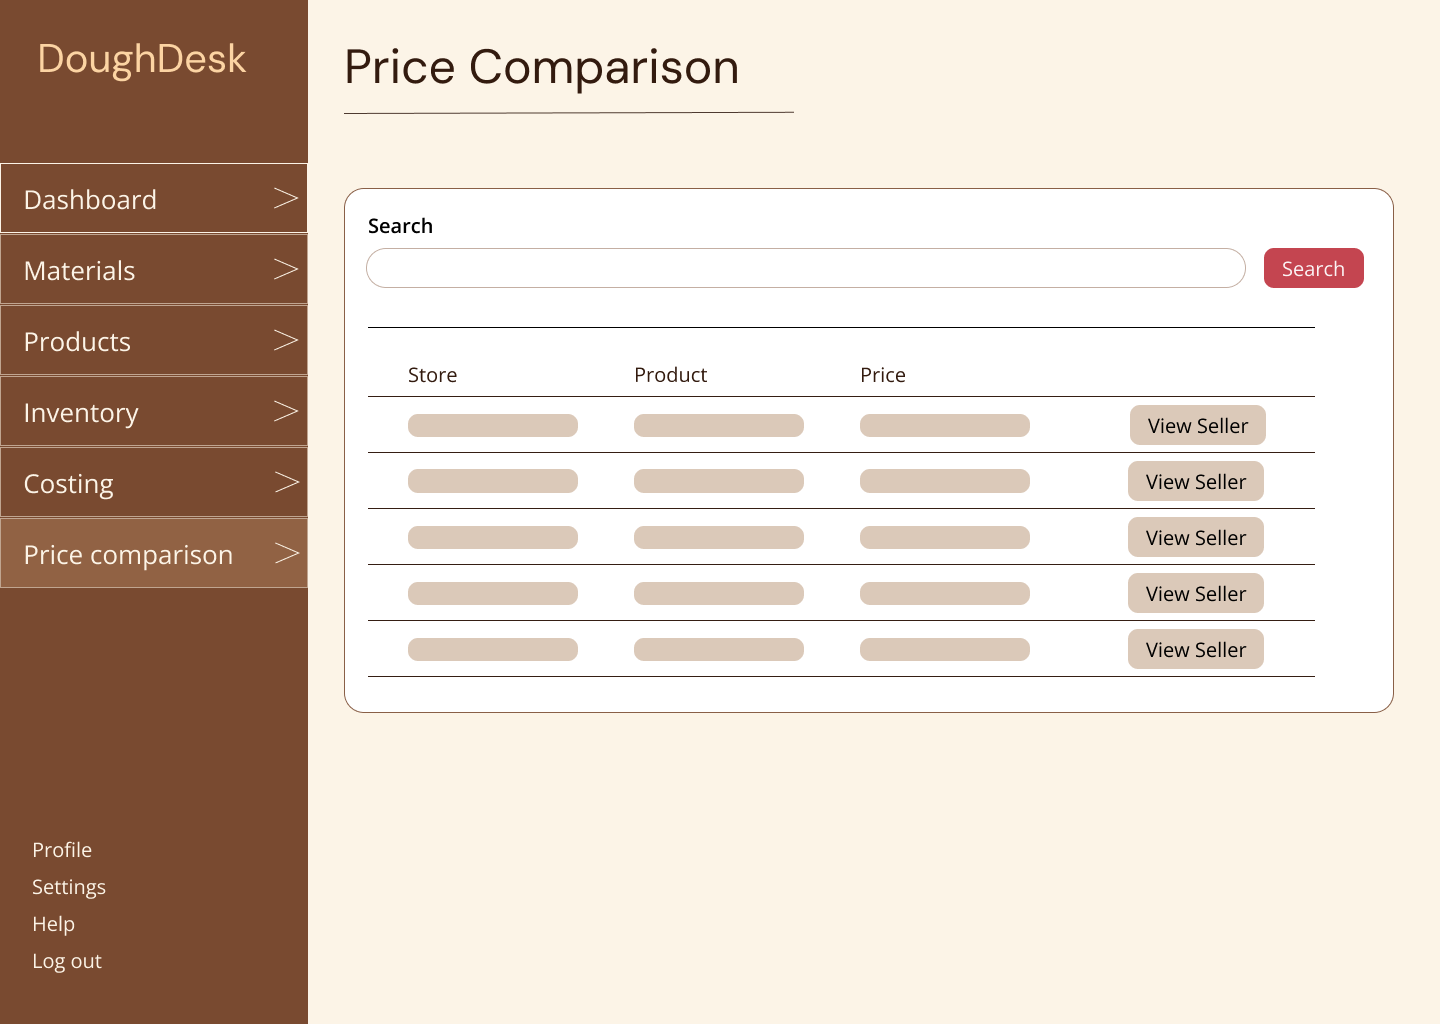 DoughDesk
Price Comparison
Dashboard
Materials
Products
Inventory
Costing
Price comparison
Profile
Settings
Help
Log out
Search
Search
Store Product Price
View Seller
View Seller
View Seller
View Seller
View Seller